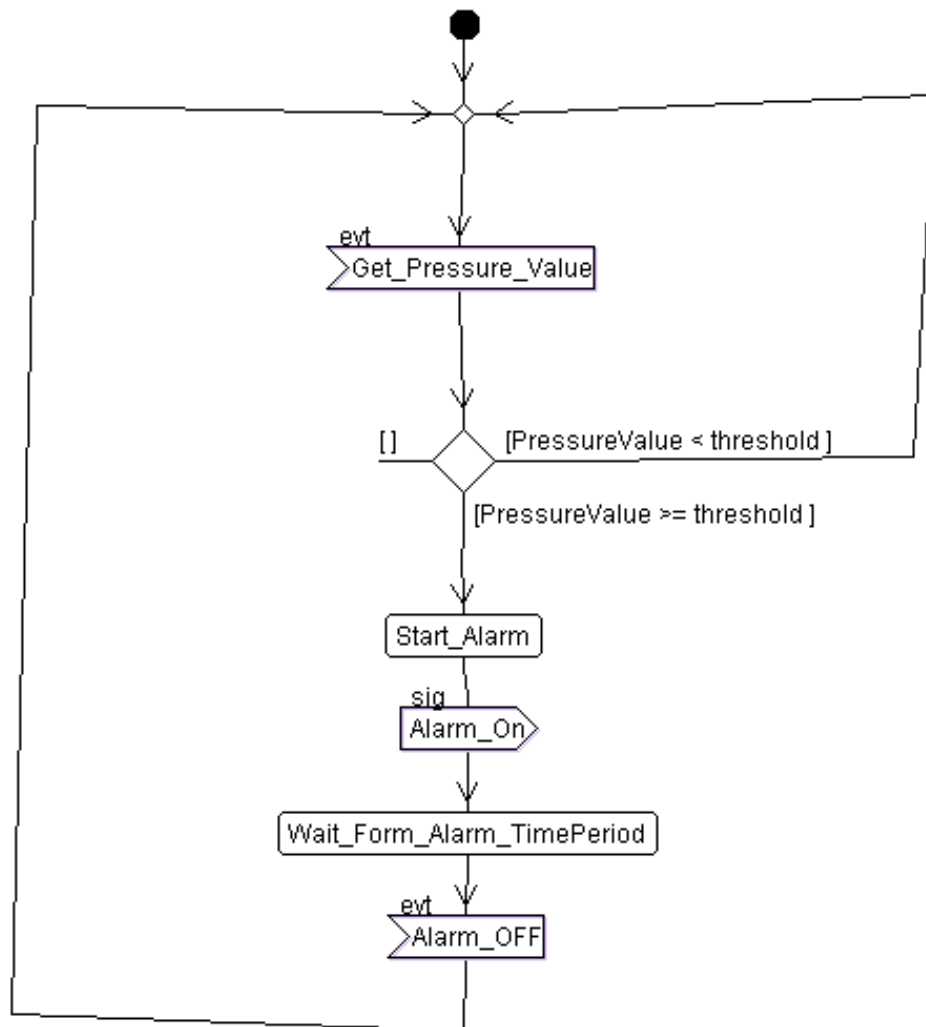 evt
Get_Pressure_Value
[ ]
[PressureValue < threshold ]
[PressureValue >= threshold ]
Start_Alarm
sig
Alarm_On
Wait_Form_Alarm_TimePeriod
evt
Alarm_OFF